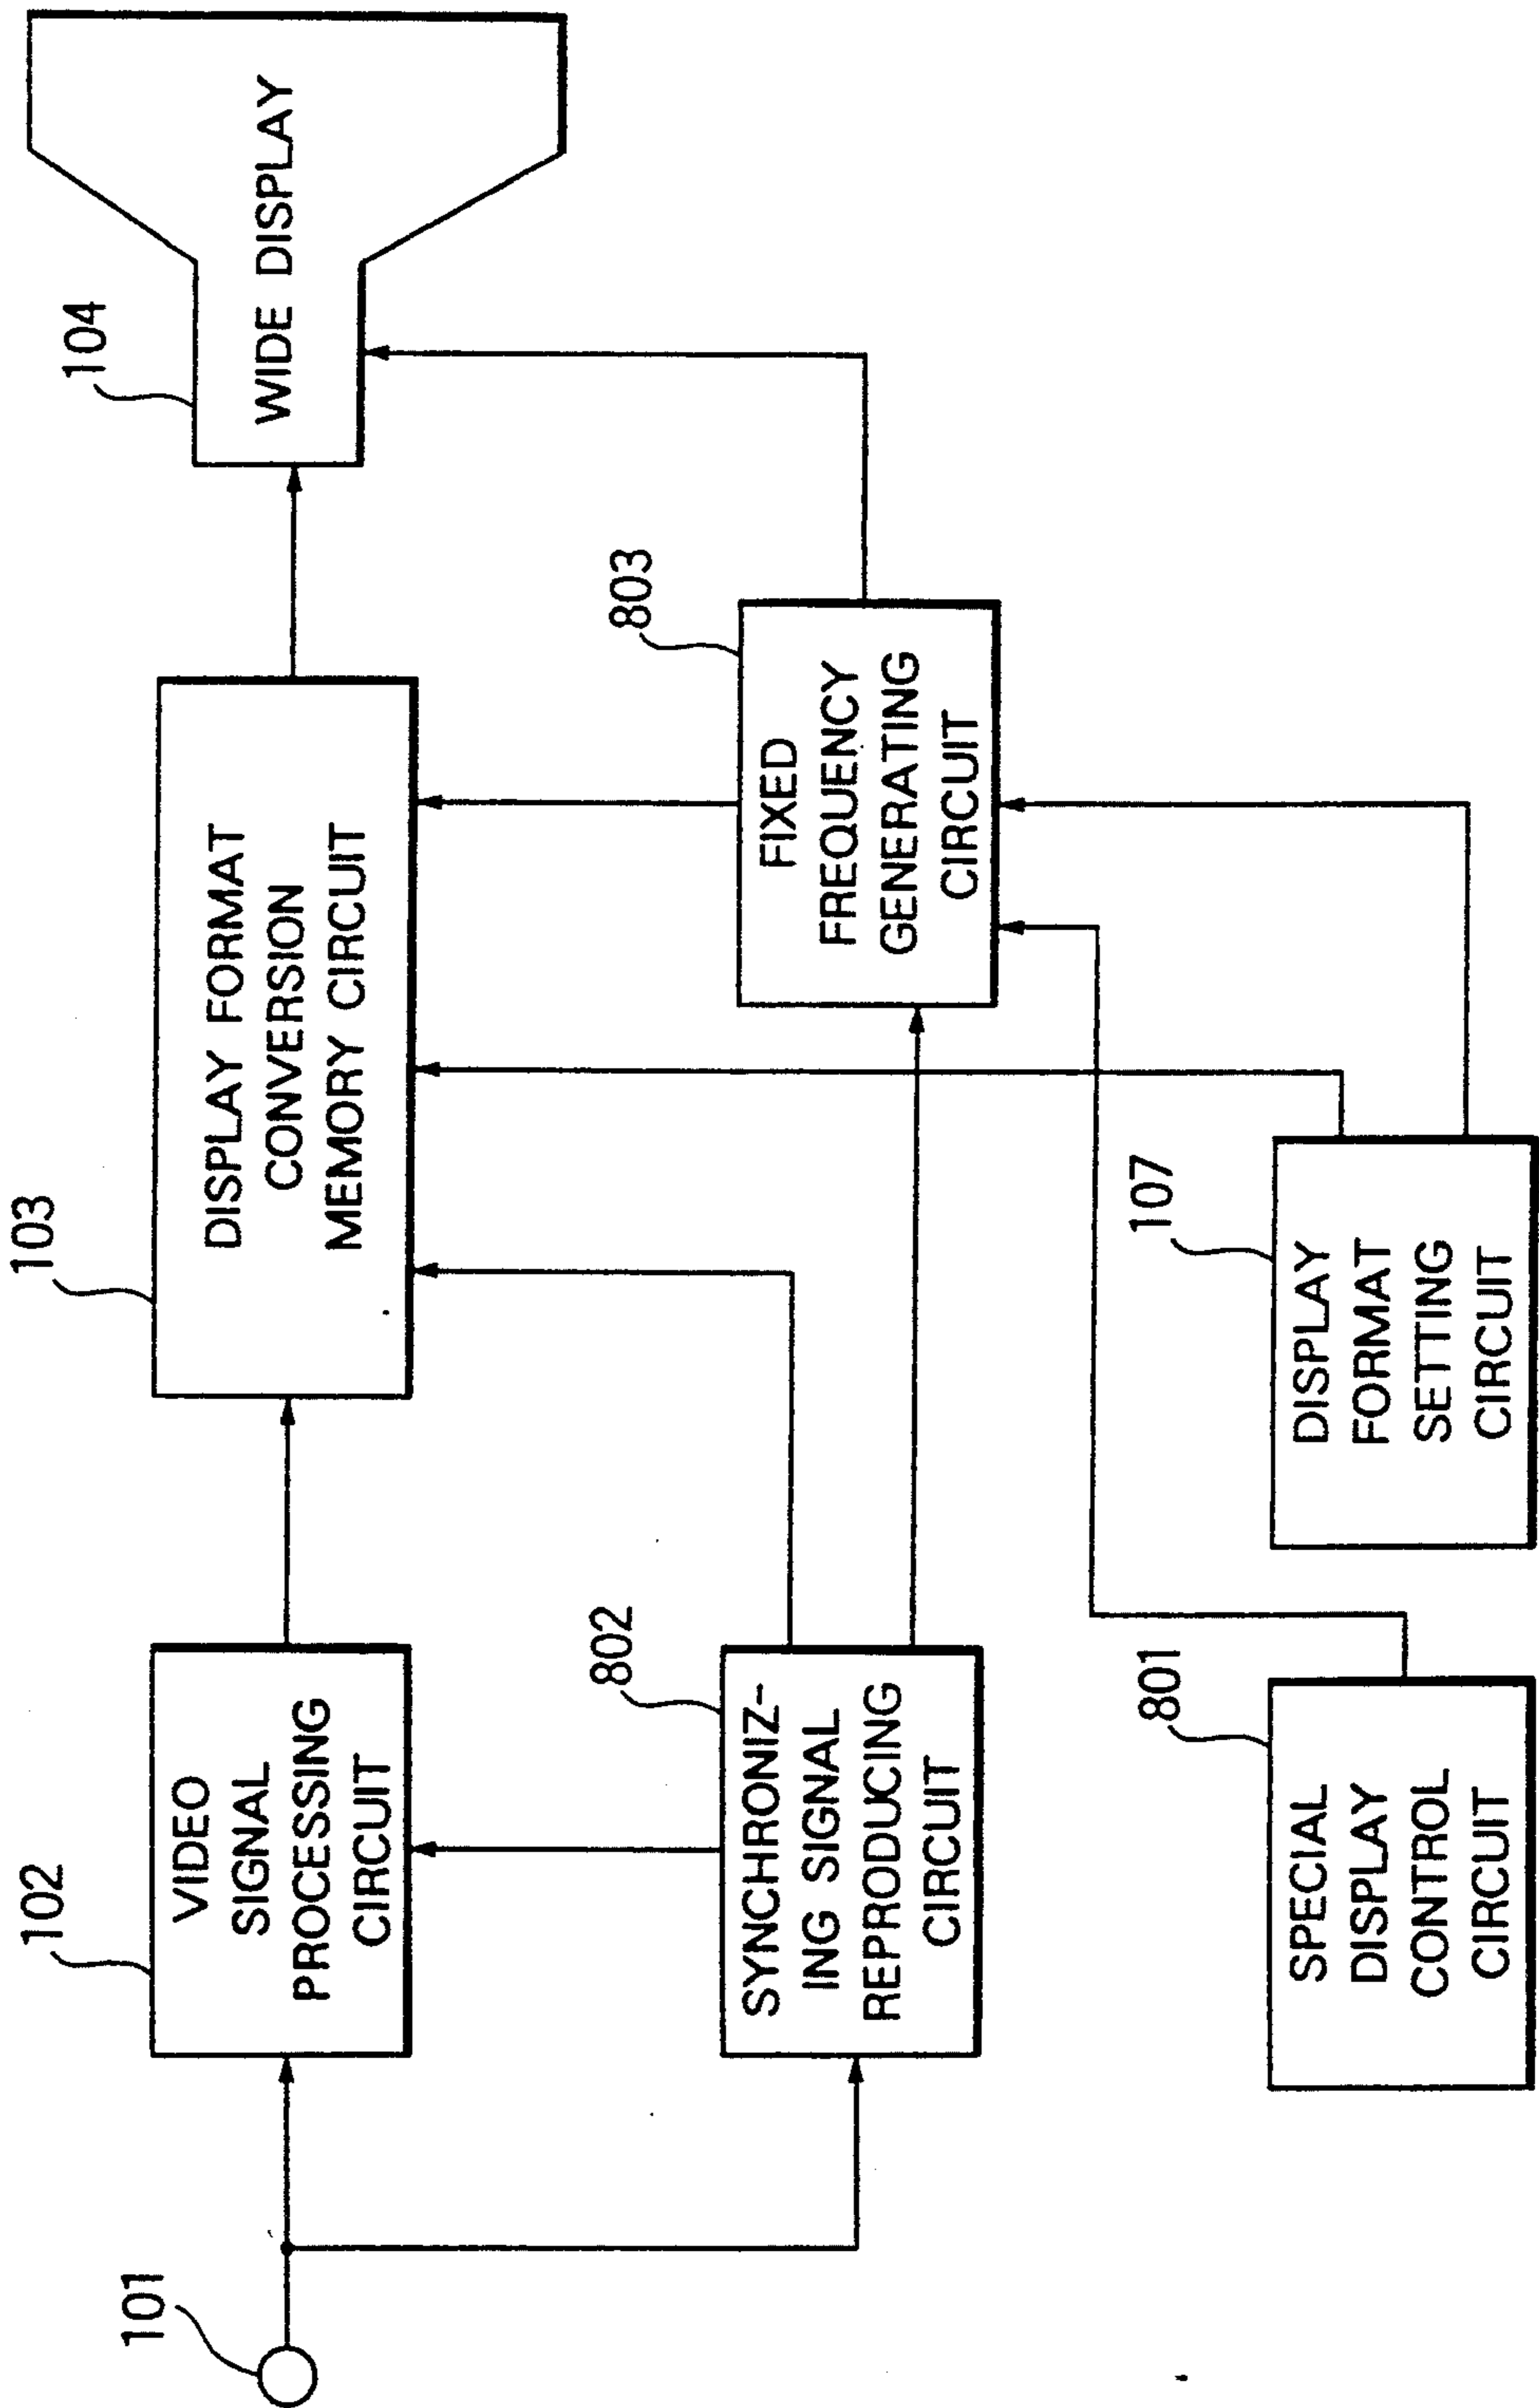 101
102
VIDEO
SIGNAL
PROCESSING
CIRCUIT
103
DISPLAY FORMAT
CONVERSION
MEMORY CIRCUIT
104
WIDE DISPLAY
802
SYNCHRONIZ-
ING SIGNAL
REPRODUCING
CIRCUIT
803
FIXED
FREQUENCY
GENERATING
CIRCUIT
801
SPECIAL
DISPLAY
CONTROL
CIRCUIT
107
DISPLAY
FORMAT
SETTING
CIRCUIT